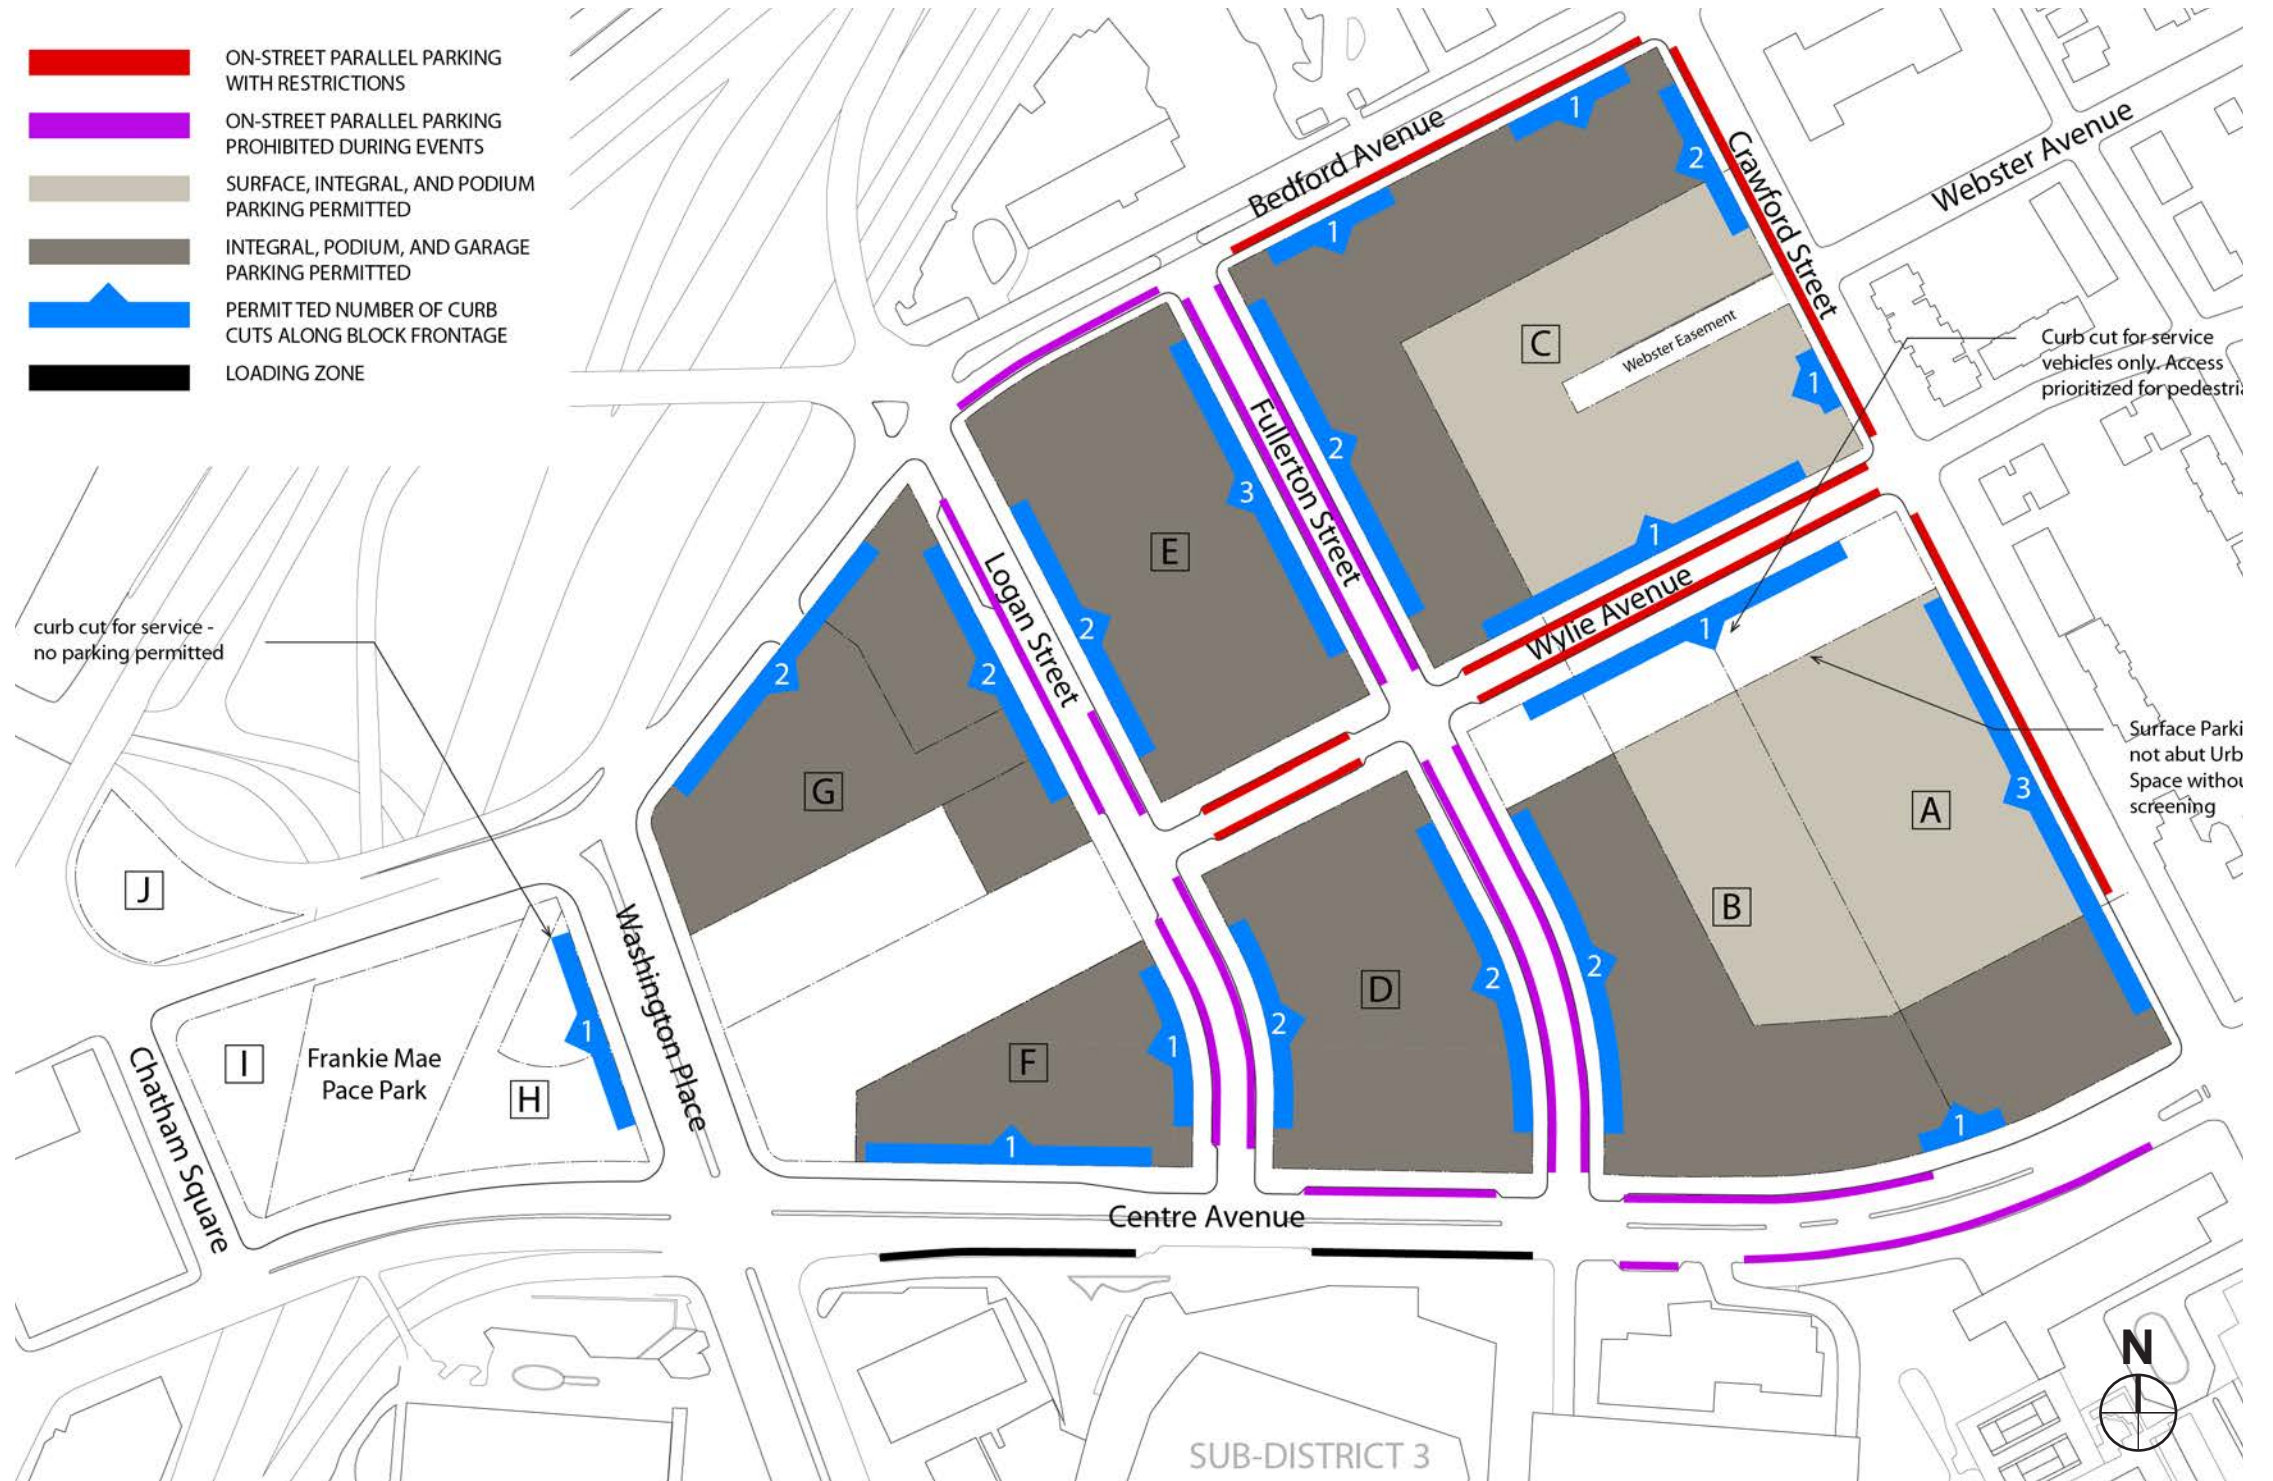 ON-STREET PARALLEL PARKING
WITH RESTRICTIONS
ON-STREET PARALLEL PARKING
PROHIBITED DURING EVENTS
SURFACE, INTEGRAL, AND PODIUM
PARKING PERMITTED
INTEGRAL, PODIUM, AND GARAGE
PARKING PERMITTED
PERMITTED NUMBER OF CURB
CUTS ALONG BLOCK FRONTAGE
LOADING ZONE
Bedford Avenue
1
1
2
Crawford Street
Webster Avenue
C
Webster Easement
1
Curb cut for service
vehicles only. Access
prioritized for pedestri
Fullerton Street
2
3
E
1
Wylie Avenue
1
Logan Street
2
2
2
curb cut for service -
no parking permitted
G
Surface Parki
not abut Urb
Space withou
screening
3
A
B
J
Washington Place
2
2
D
2
1
F
1
1
I
Frankie Mae
Pace Park
H
1
Chatham Square
Centre Avenue
SUB-DISTRICT 3
N